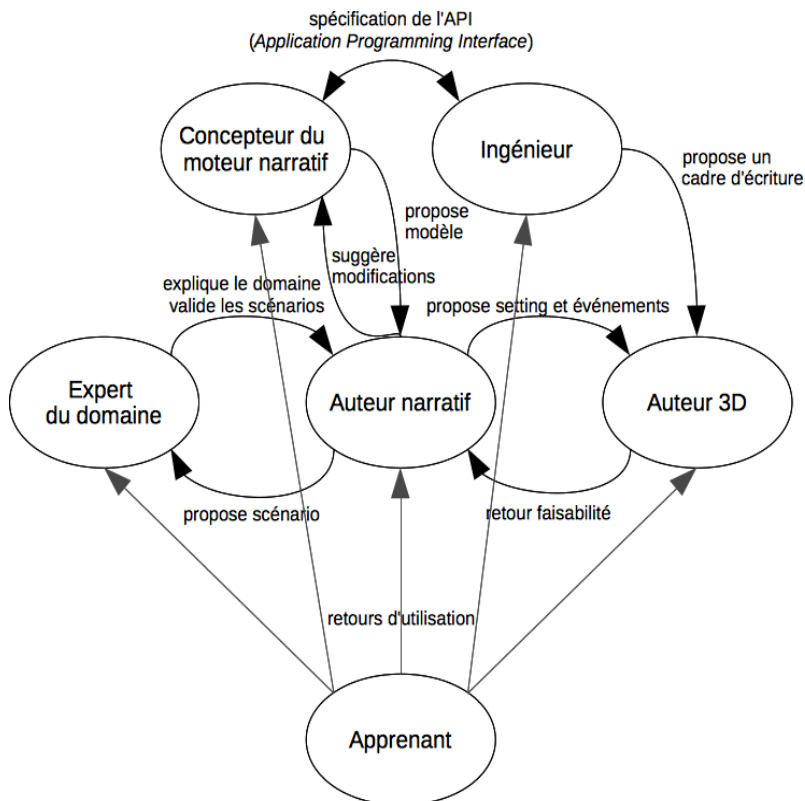 spécification de l'API
(Application Programming Interface)
Concepteur du
moteur narratif
Ingénieur
propose un
cadre d'écriture
propose
modèle
suggère
modifications
explique le domaine
valide les scénarios
propose setting et événements
Expert
du domaine
Auteur narratif
Auteur 3D
propose scénario
retour faisabilité
retours d'utilisation
Apprenant